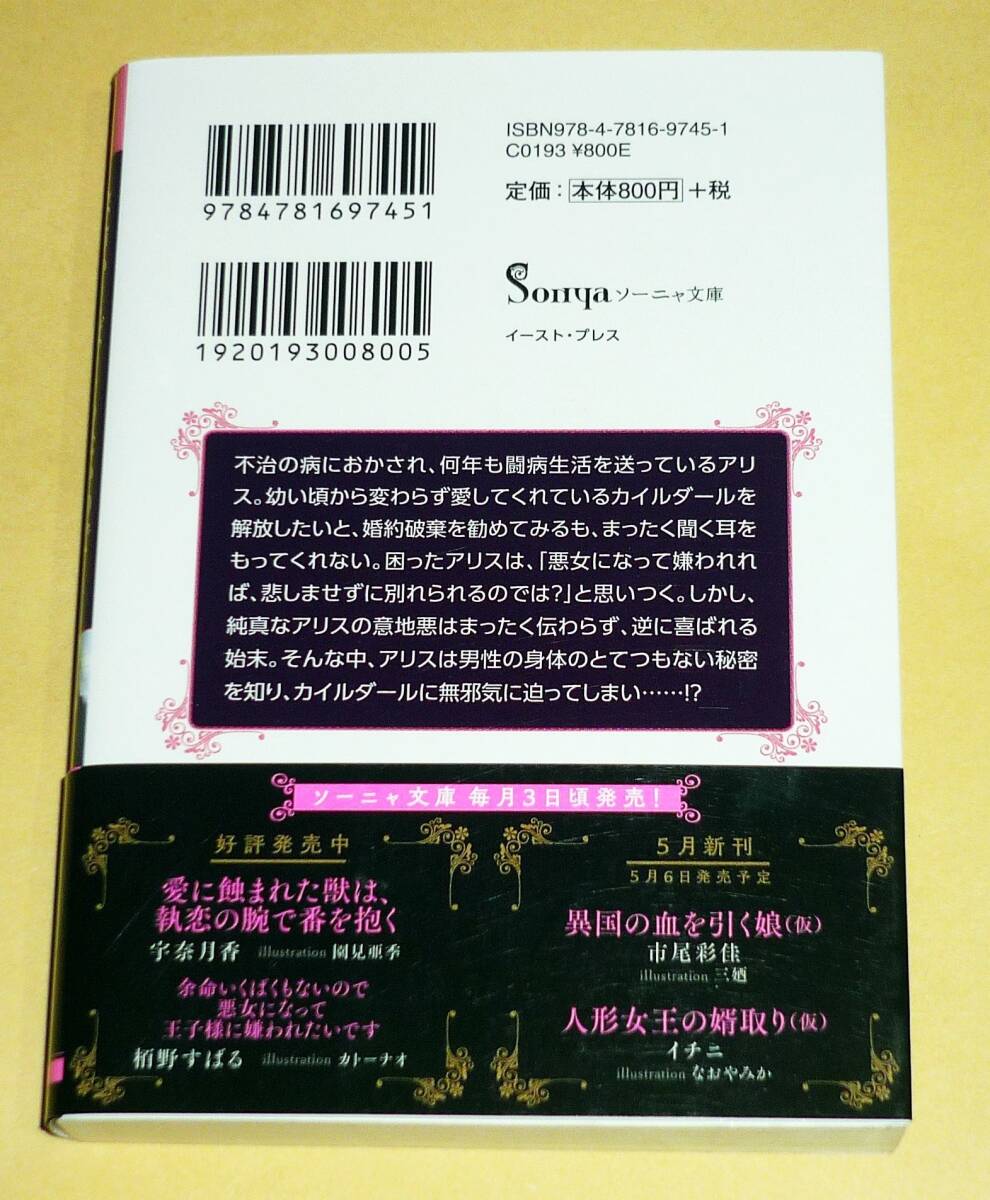 ISBN978-4-7816-9745-1
C0193 ¥800E
定価：本体800円＋税
9784781697451
1920193008005
Sonyaソーニャ文庫
イースト・プレス
不治の病におかされ、何年も闘病生活を送っているアリ
ス。幼い頃から変わらず愛してくれているカイルダールを
解放したいと、婚約破棄を勧めてみるも、まったく聞く耳を
もってくれない。困ったアリスは、「悪女になって嫌われれ
ば、悲しませずに別れられるのでは?」と思いつく。しかし、
純真なアリスの意地悪はまったく伝わらず、逆に喜ばれる
始末。そんな中、アリスは男性の身体のとてつもない秘密
を知り、カイルダールに無邪気に迫ってしまい……!?
ソーニャ文庫 毎月3日頃発売!
好評発売中
愛に蝕まれた獣は、
執恋の腕で番を抱く
宇奈月香 illustration 園見亜季
余命いくばくもないので
悪女になって
王子様に嫌われたいです
栢野すばる illustration カトーナオ
5月新刊
5月6日発売予定
異国の血を引く娘(仮)
市尾彩佳
illustration 三廼
人形女王の婿取り(仮)
イチニ
illustration なおやみか